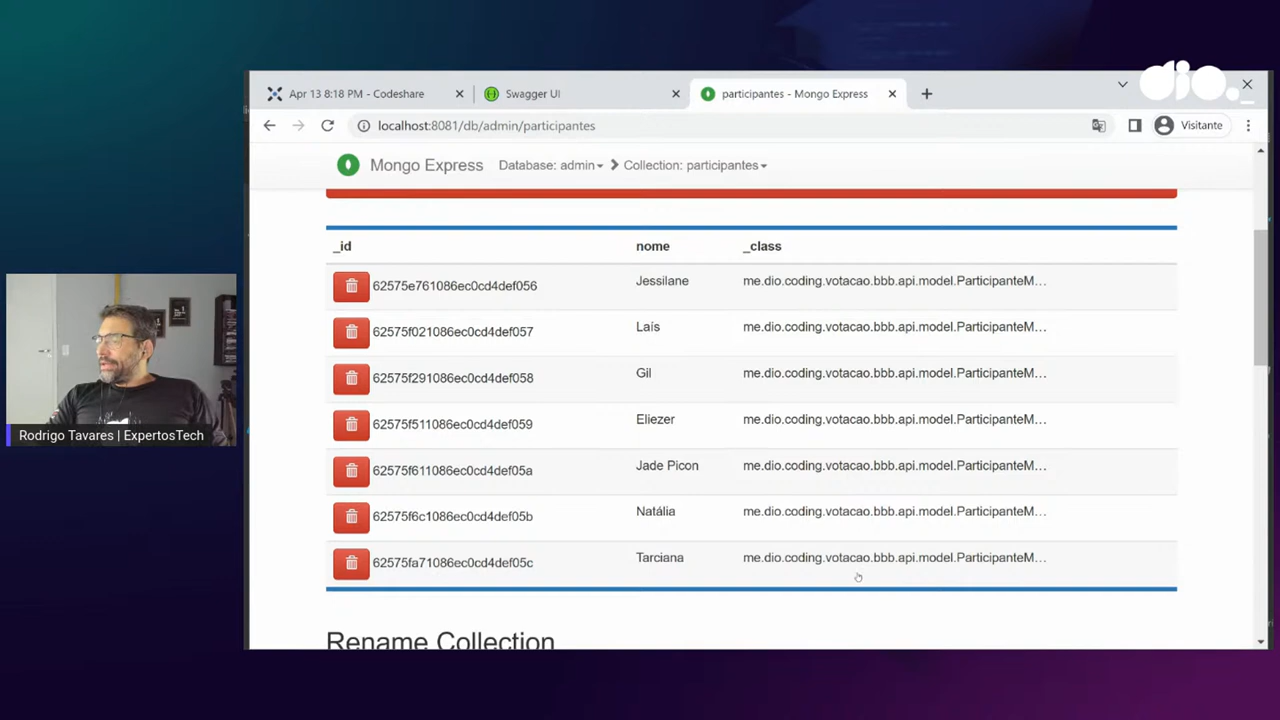 dio._
Apr 13 8:18 PM - Codeshare
Swagger UI
participantes - Mongo Express
localhost:8081/db/admin/participantes
Visitante
Mongo Express Database: admin Collection: participantes
_id nome _class
62575e761086ec0cd4def056 Jessilane me.dio.coding.votacao.bbb.api.model.ParticipanteM...
62575f021086ec0cd4def057 Laís me.dio.coding.votacao.bbb.api.model.ParticipanteM...
62575f291086ec0cd4def058 Gil me.dio.coding.votacao.bbb.api.model.ParticipanteM...
62575f511086ec0cd4def059 Eliezer me.dio.coding.votacao.bbb.api.model.ParticipanteM...
62575f611086ec0cd4def05a Jade Picon me.dio.coding.votacao.bbb.api.model.ParticipanteM...
62575f6c1086ec0cd4def05b Natália me.dio.coding.votacao.bbb.api.model.ParticipanteM...
62575fa71086ec0cd4def05c Tarciana me.dio.coding.votacao.bbb.api.model.ParticipanteM...
Rename Collection
Rodrigo Tavares | ExpertosTech